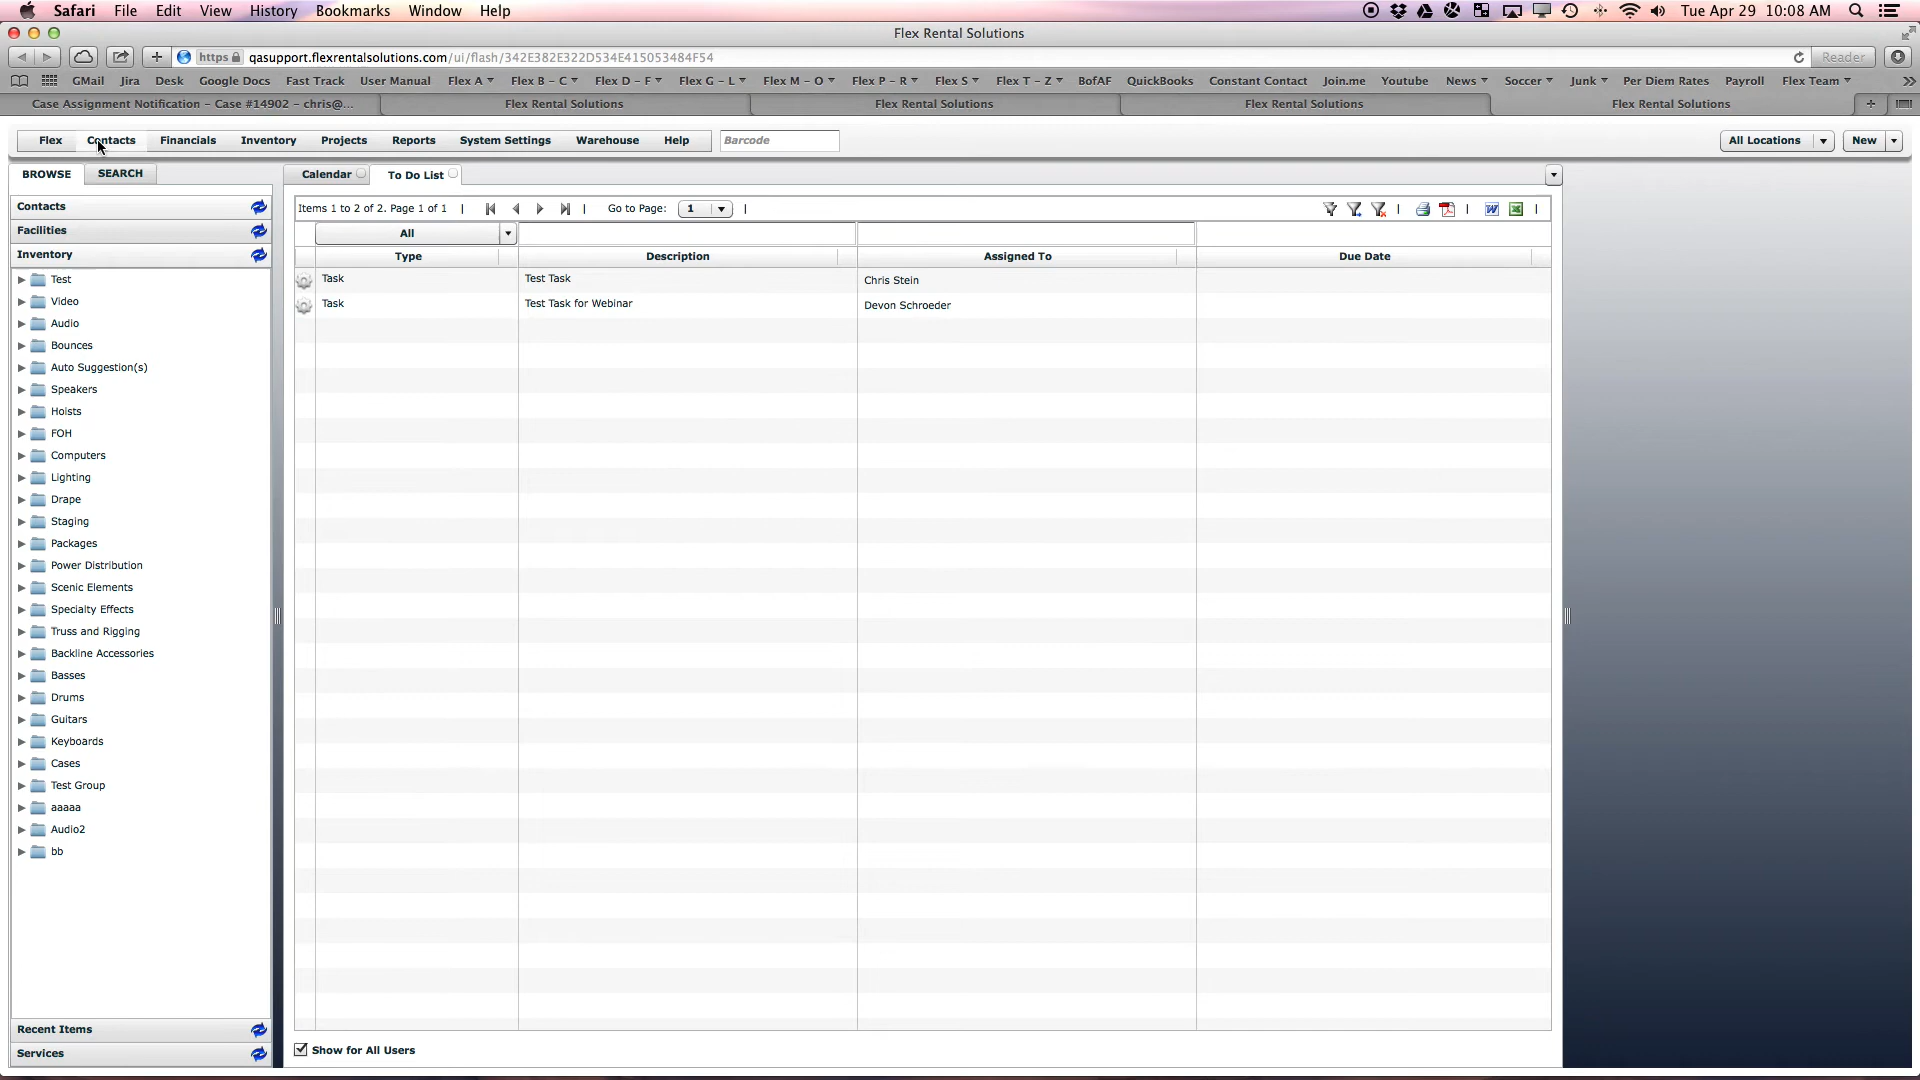 Safari File Edit View History Bookmarks Window Help Tue Apr 29 10:08 AM
Flex Rental Solutions
https qasupport.flexrentalsolutions.com/ui/flash/342E382E322D534E415053484F54 Reader
GMail Jira Desk Google Docs Fast Track User Manual Flex A Flex B – C Flex D – F Flex G – L Flex M – O Flex P – R Flex S Flex T – Z BofAF QuickBooks Constant Contact Join.me Youtube News Soccer Junk Per Diem Rates Payroll Flex Team
Case Assignment Notification – Case #14902 – chris@... Flex Rental Solutions Flex Rental Solutions Flex Rental Solutions Flex Rental Solutions
Flex Contacts Financials Inventory Projects Reports System Settings Warehouse Help Barcode All Locations New
BROWSE SEARCH Calendar To Do List
Contacts Items 1 to 2 of 2. Page 1 of 1 Go to Page: 1
Facilities All
Inventory Type Description Assigned To Due Date
Test Task Test Task Chris Stein
Video Task Test Task for Webinar Devon Schroeder
Audio
Bounces
Auto Suggestion(s)
Speakers
Hoists
FOH
Computers
Lighting
Drape
Staging
Packages
Power Distribution
Scenic Elements
Specialty Effects
Truss and Rigging
Backline Accessories
Basses
Drums
Guitars
Keyboards
Cases
Test Group
aaaaa
Audio2
bb
Recent Items
Services Show for All Users